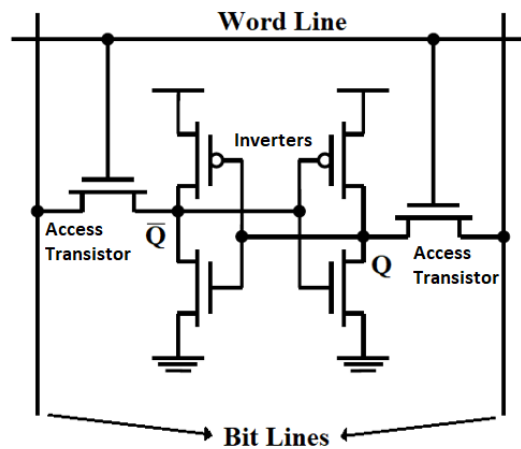 Word Line
Inverters
Access
Transistor
Q̅
Q
Access
Transistor
Bit Lines